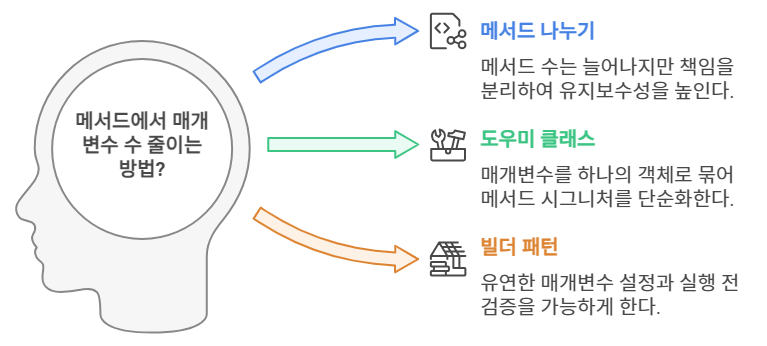 메서드에서 매개
변수 수 줄이는
방법?
메서드 나누기
메서드 수는 늘어나지만 책임을
분리하여 유지보수성을 높인다.
도우미 클래스
매개변수를 하나의 객체로 묶어
메서드 시그니처를 단순화한다.
빌더 패턴
유연한 매개변수 설정과 실행 전
검증을 가능하게 한다.